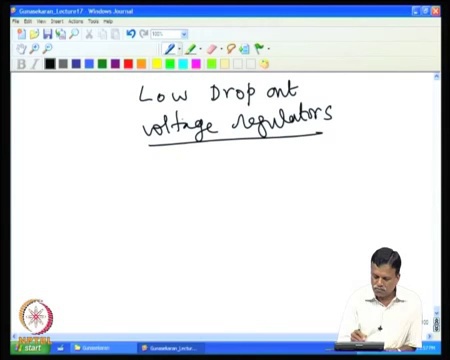 Gunasekaran_Lecture17 - Windows Journal
File Edit View Insert Actions Tools Help
100%
B I
Low Drop out
voltage regulators
NPTEL
start
Gunasekaran
Gunasekaran_Lectu...